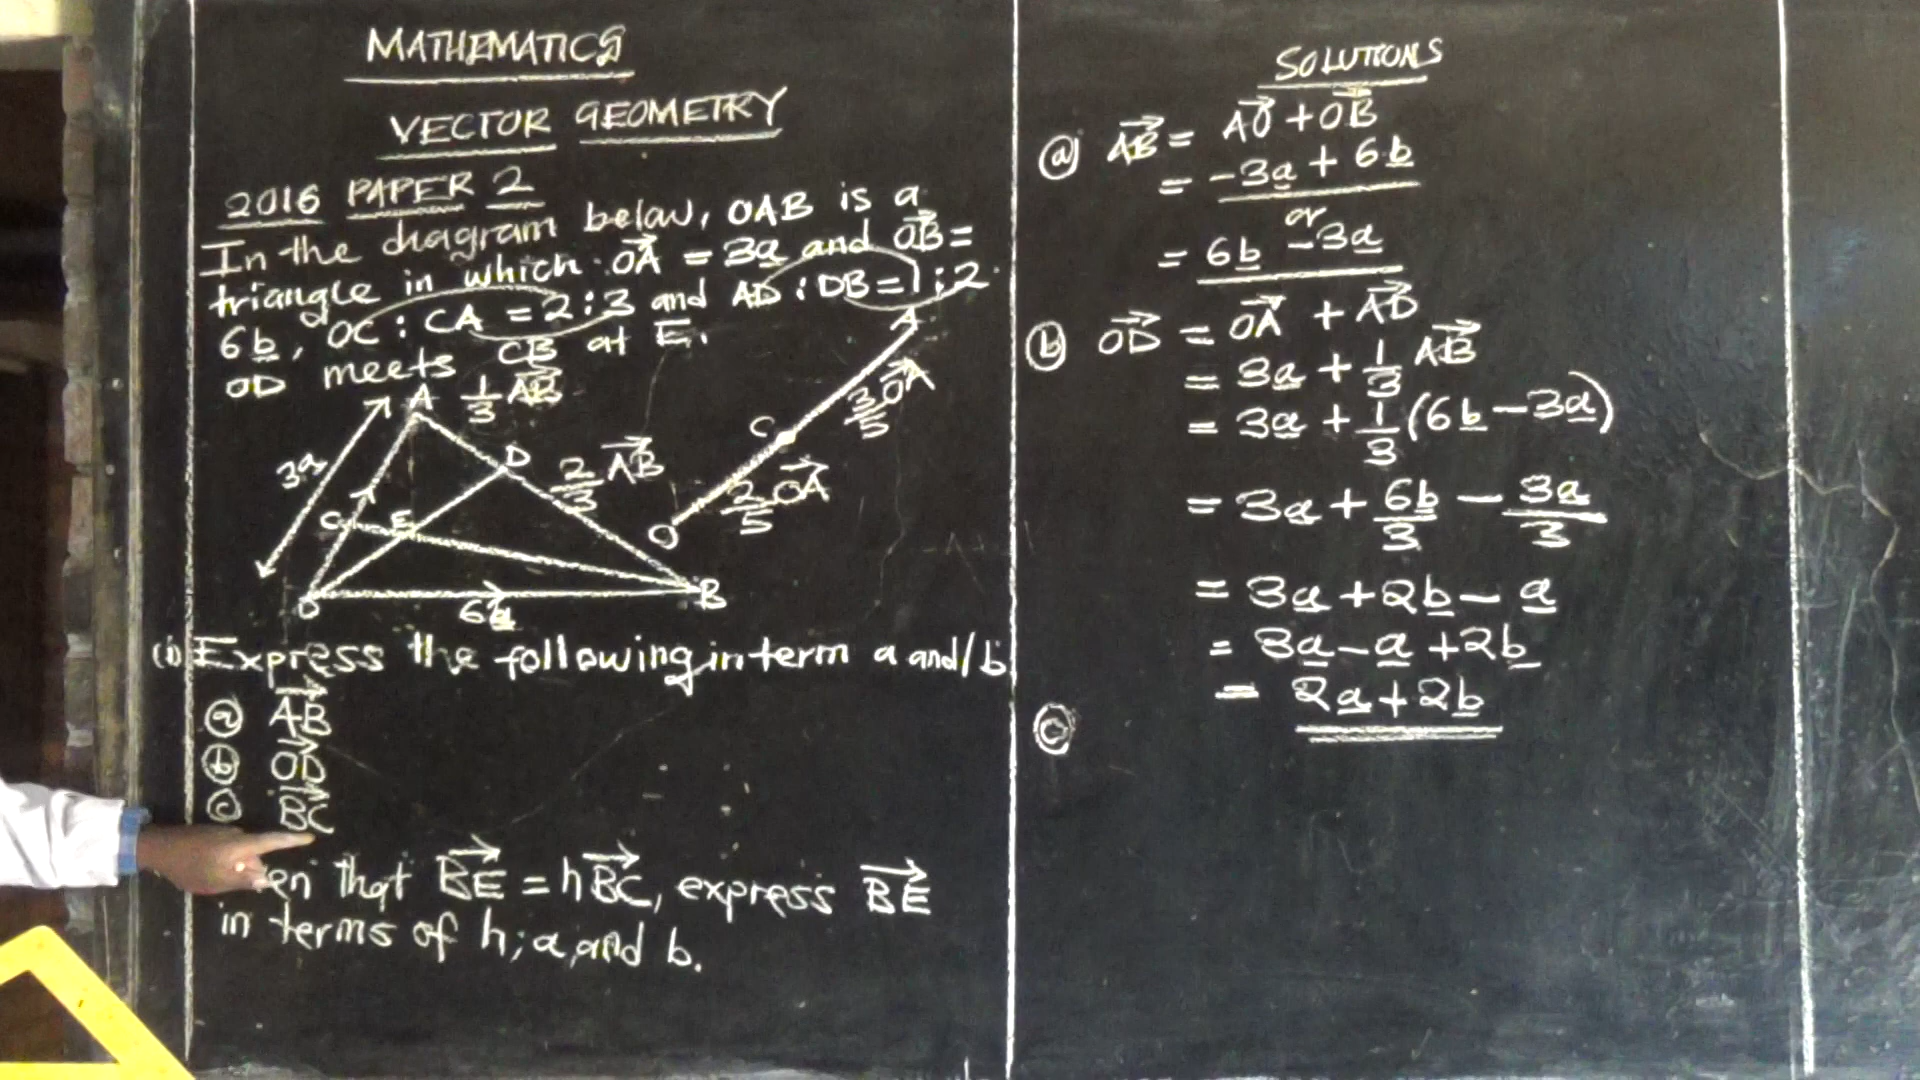 MATHEMATICS
VECTOR GEOMETRY
2016 PAPER 2
In the diagram below, OAB is a
triangle in which OA = 3a and OB =
6b, OC : CA = 2 : 3 and AD : DB = 1 : 2.
OD meets CB at E.
A 1/3 AB
3a
D
2/3 AB
C E
O 6b B
A
3/5 OA
C
2/5 OA
O
(i) Express the following in term a and/b
(a) AB
(b) OD
(c) BC
en that BE = hBC, express BE
in terms of h; a, and b.
SOLUTIONS
(a) AB = AO + OB
= -3a + 6b
or
= 6b - 3a
(b) OD = OA + AD
= 3a + 1/3 AB
= 3a + 1/3 (6b - 3a)
= 3a + 6b/3 - 3a/3
= 3a + 2b - a
= 3a - a + 2b
= 2a + 2b
(c)